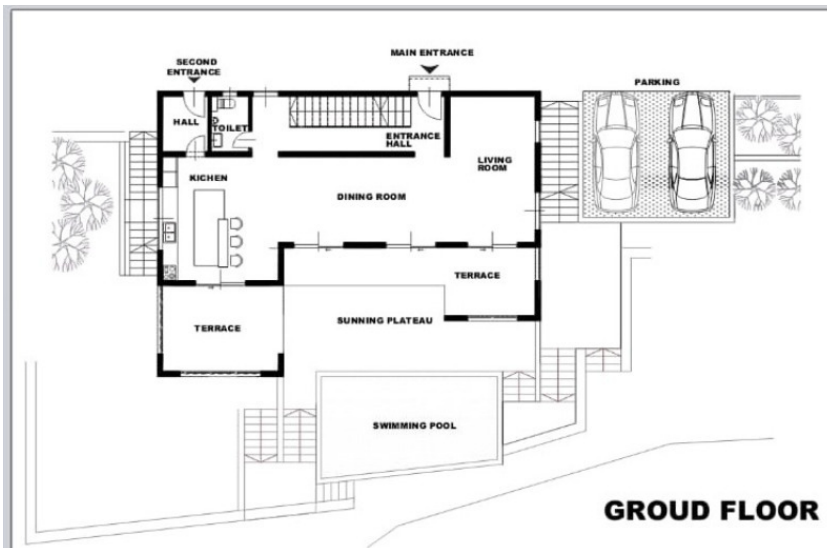 MAIN ENTRANCE
SECOND
ENTRANCE
PARKING
HALL
TOILET
ENTRANCE
HALL
LIVING
ROOM
KICHEN
DINING ROOM
TERRACE
TERRACE
SUNNING PLATEAU
SWIMMING POOL
GROUD FLOOR